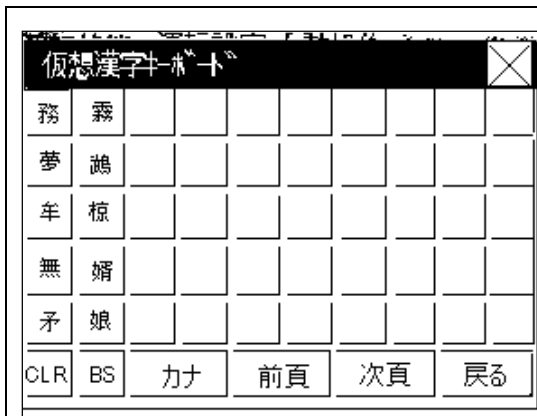 仮想漢字ｷｰﾎﾞｰﾄﾞ
務 霧
夢 鵡
牟 椋
無 婿
矛 娘
CLR BS カナ 前頁 次頁 戻る